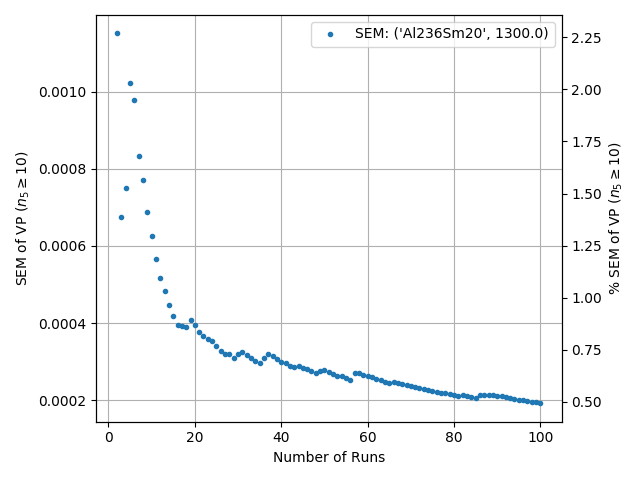 SEM: ('Al236Sm20', 1300.0)
0.0010
0.0008
0.0006
0.0004
0.0002
SEM of VP (n₅ ≥ 10)
2.25
2.00
1.75
1.50
1.25
1.00
0.75
0.50
% SEM of VP (n₅ ≥ 10)
0 20 40 60 80 100
Number of Runs